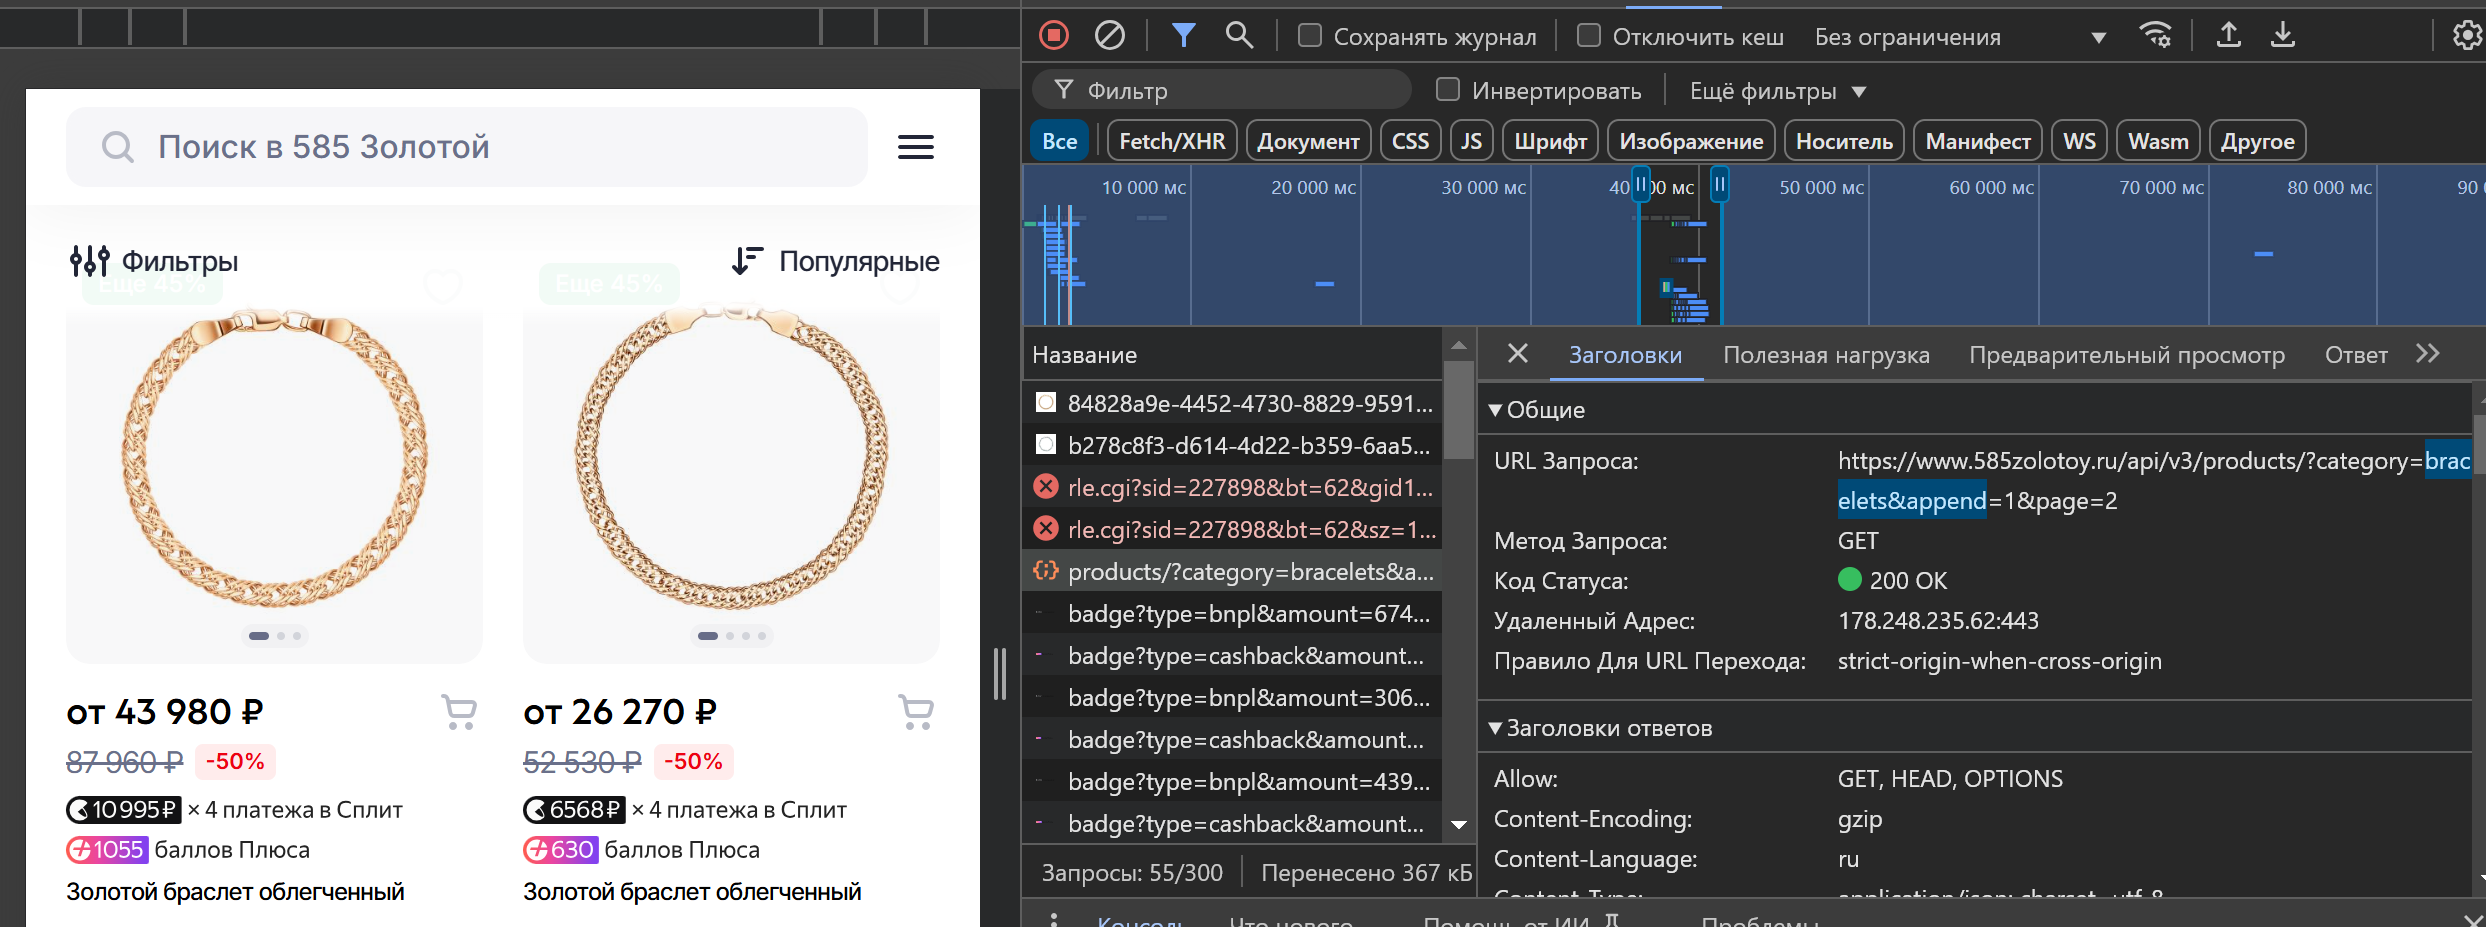 Поиск в 585 Золотой
Фильтры
Популярные
Еще 45%
Еще 45%
от 43 980 ₽
87 960 ₽ -50%
10 995 ₽ × 4 платежа в Сплит
1055 баллов Плюса
Золотой браслет облегченный
от 26 270 ₽
52 530 ₽ -50%
6568 ₽ × 4 платежа в Сплит
630 баллов Плюса
Золотой браслет облегченный
Сохранять журнал
Отключить кеш
Без ограничения
Фильтр
Инвертировать
Ещё фильтры
Все Fetch/XHR Документ CSS JS Шрифт Изображение Носитель Манифест WS Wasm Другое
10 000 мс 20 000 мс 30 000 мс 40 00 мс 50 000 мс 60 000 мс 70 000 мс 80 000 мс 90
Название
84828a9e-4452-4730-8829-9591...
b278c8f3-d614-4d22-b359-6aa5...
rle.cgi?sid=227898&bt=62&gid1...
rle.cgi?sid=227898&bt=62&sz=1...
products/?category=bracelets&a...
badge?type=bnpl&amount=674...
badge?type=cashback&amount...
badge?type=bnpl&amount=306...
badge?type=cashback&amount...
badge?type=bnpl&amount=439...
badge?type=cashback&amount...
Запросы: 55/300
Перенесено 367 кБ
Заголовки Полезная нагрузка Предварительный просмотр Ответ
Общие
URL Запроса: https://www.585zolotoy.ru/api/v3/products/?category=brac
elets&append=1&page=2
Метод Запроса: GET
Код Статуса: 200 OK
Удаленный Адрес: 178.248.235.62:443
Правило Для URL Перехода: strict-origin-when-cross-origin
Заголовки ответов
Allow: GET, HEAD, OPTIONS
Content-Encoding: gzip
Content-Language: ru
Content-Type: application/json; charset=utf-8
Консоль Что нового Помощь от ИИ Проблемы